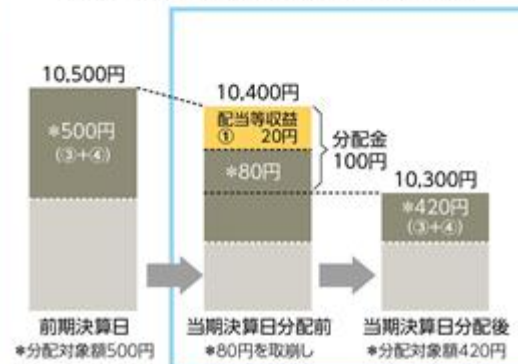 10,500円
*500円
(③+④)
前期決算日
*分配対象額500円
10,400円
配当等収益
① 20円
*80円
分配金
100円
当期決算日分配前
*80円を取崩し
10,300円
*420円
(③+④)
当期決算日分配後
*分配対象額420円